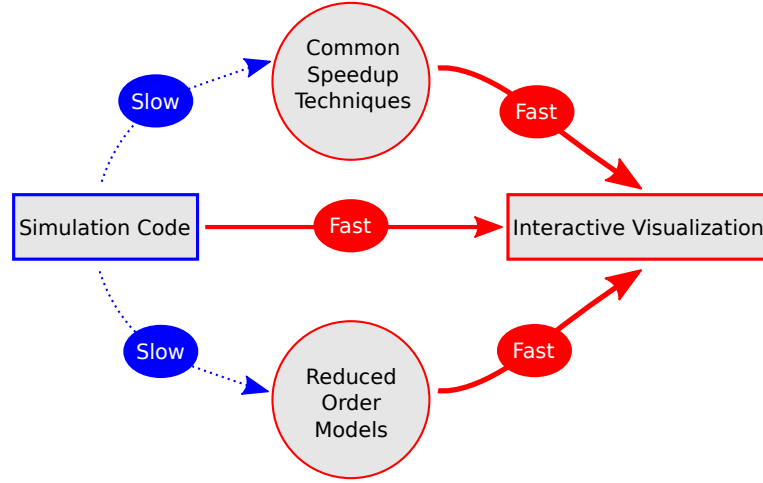 Common
Speedup
Techniques
Slow
Fast
Simulation Code
Fast
Interactive Visualization
Slow
Fast
Reduced
Order
Models